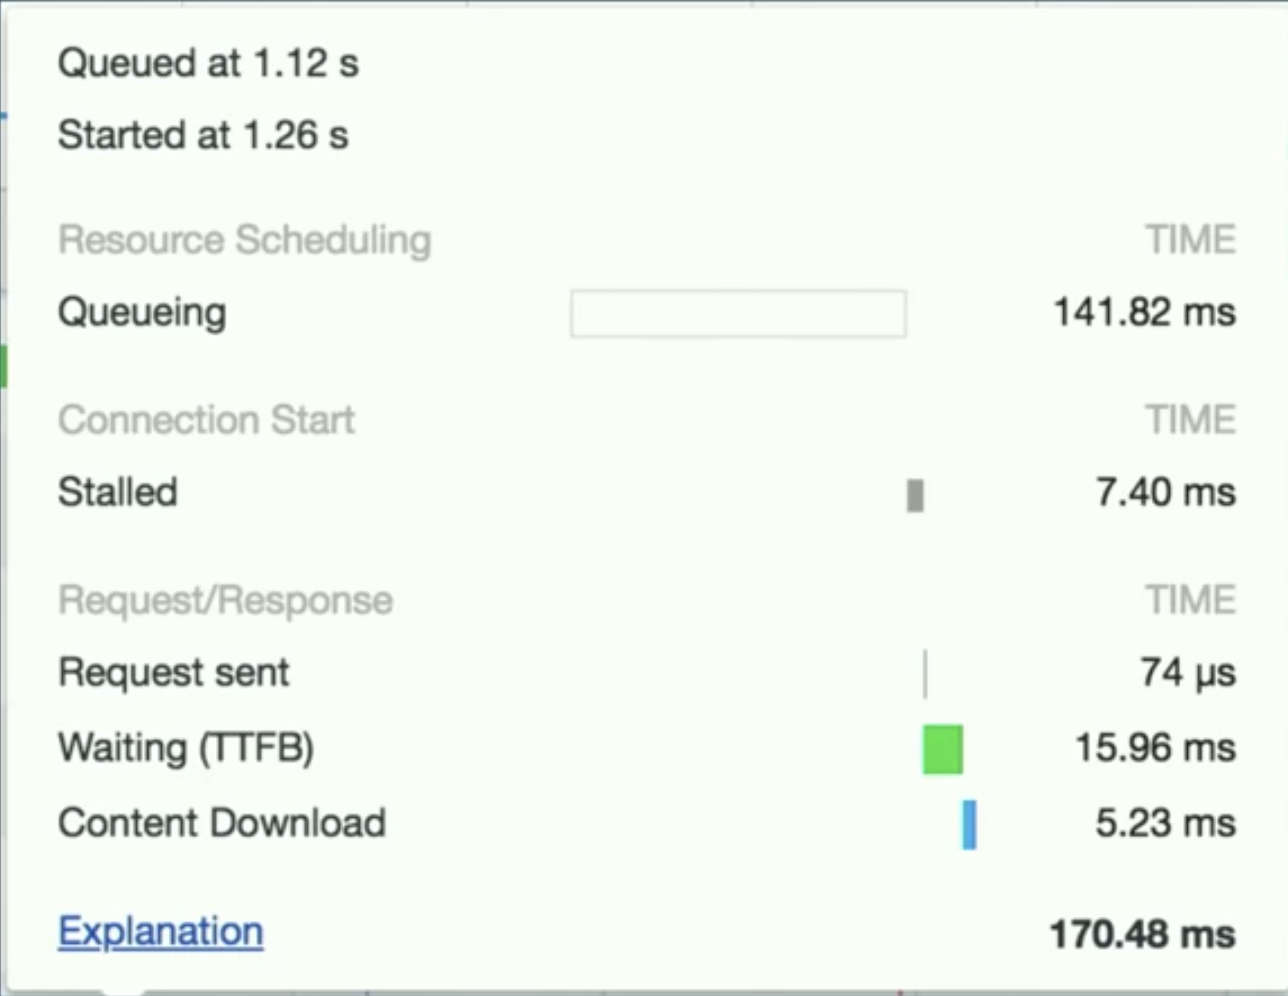 Queued at 1.12 s
Started at 1.26 s
Resource Scheduling TIME
Queueing 141.82 ms
Connection Start TIME
Stalled 7.40 ms
Request/Response TIME
Request sent 74 µs
Waiting (TTFB) 15.96 ms
Content Download 5.23 ms
Explanation 170.48 ms